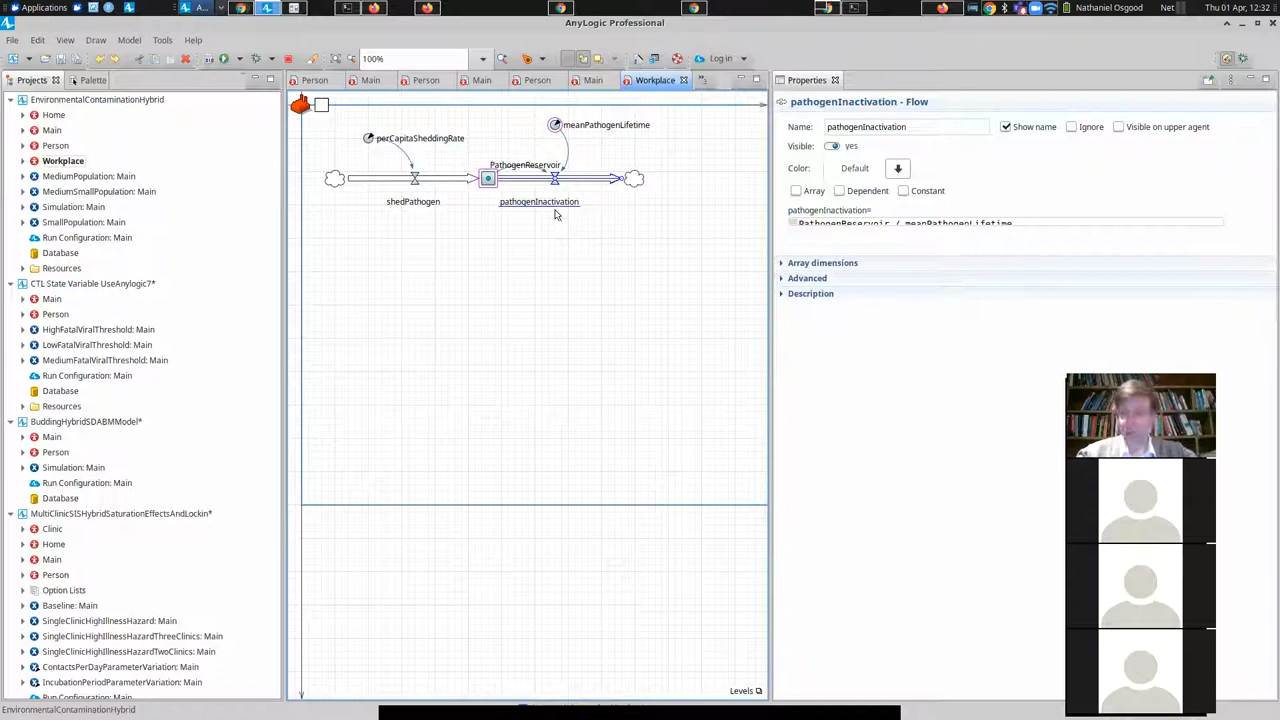 Applications
A...
Nathaniel Osgood
Thu 01 Apr, 12:32
AnyLogic Professional
File Edit View Draw Model Tools Help
100%
Log in
Projects
Palette
Person
Main
Person
Main
Person
Main
Workplace
Properties
EnvironmentalContaminationHybrid
Home
Main
Person
Workplace
MediumPopulation: Main
MediumSmallPopulation: Main
Simulation: Main
SmallPopulation: Main
Run Configuration: Main
Database
Resources
CTL State Variable UseAnylogic7*
Main
Person
HighFatalViralThreshold: Main
LowFatalViralThreshold: Main
MediumFatalViralThreshold: Main
Run Configuration: Main
Database
Resources
BuddingHybridSDABMModel*
Main
Person
Simulation: Main
Run Configuration: Main
Database
MultiClinicSISHybridSaturationEffectsAndLockin*
Clinic
Home
Main
Person
Option Lists
Baseline: Main
SingleClinicHighIllnessHazard: Main
SingleClinicHighIllnessHazardThreeClinics: Main
SingleClinicHighIllnessHazardTwoClinics: Main
ContactsPerDayParameterVariation: Main
IncubationPeriodParameterVariation: Main
Run Configuration: Main
EnvironmentalContaminationHybrid
perCapitaSheddingRate
meanPathogenLifetime
PathogenReservoir
shedPathogen
pathogenInactivation
Levels
pathogenInactivation - Flow
Name:
pathogenInactivation
Show name
Ignore
Visible on upper agent
Visible:
yes
Color:
Default
Array
Dependent
Constant
pathogenInactivation=
PathogenReservoir / meanPathogenLifetime
Array dimensions
Advanced
Description